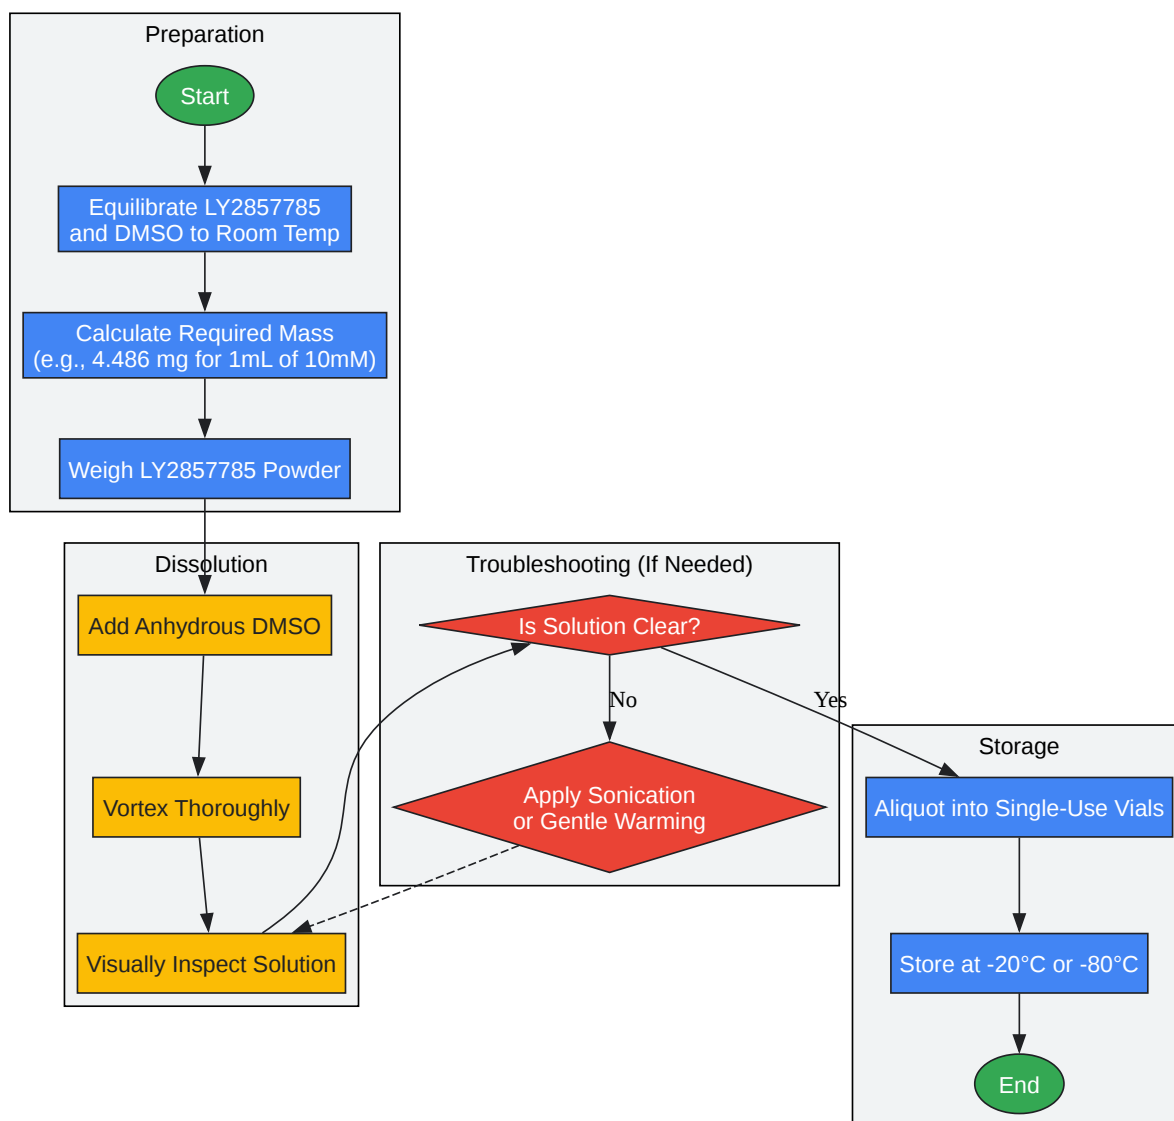 Preparation
Start
Equilibrate LY2857785
and DMSO to Room Temp
Calculate Required Mass
(e.g., 4.486 mg for 1mL of 10mM)
Weigh LY2857785 Powder
Dissolution
Add Anhydrous DMSO
Vortex Thoroughly
Visually Inspect Solution
Troubleshooting (If Needed)
Is Solution Clear?
No
Yes
Apply Sonication
or Gentle Warming
Storage
Aliquot into Single-Use Vials
Store at -20°C or -80°C
End